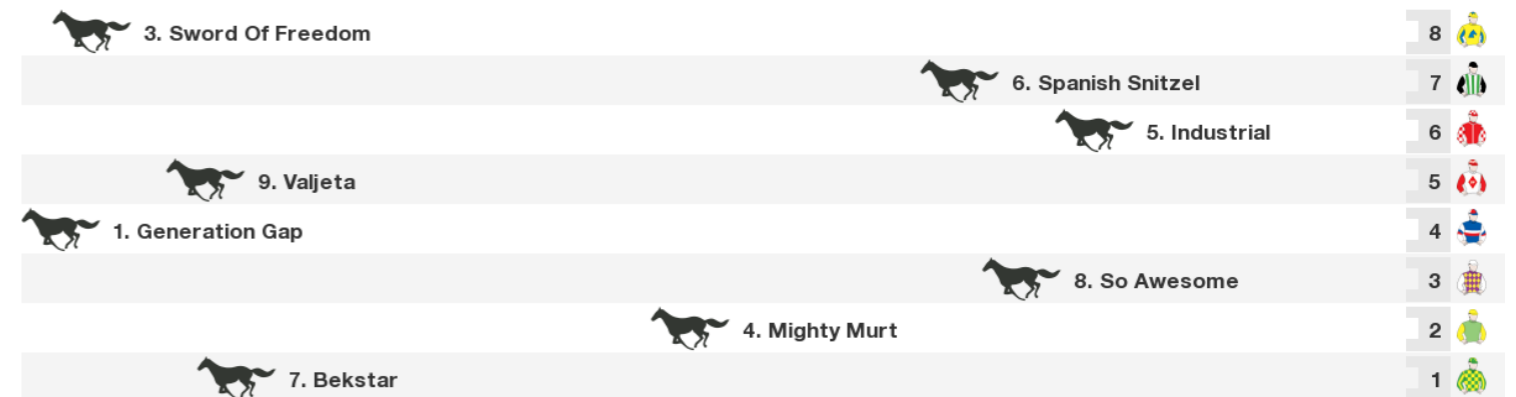 3. Sword Of Freedom 8
6. Spanish Snitzel 7
5. Industrial 6
9. Valjeta 5
1. Generation Gap 4
8. So Awesome 3
4. Mighty Murt 2
7. Bekstar 1